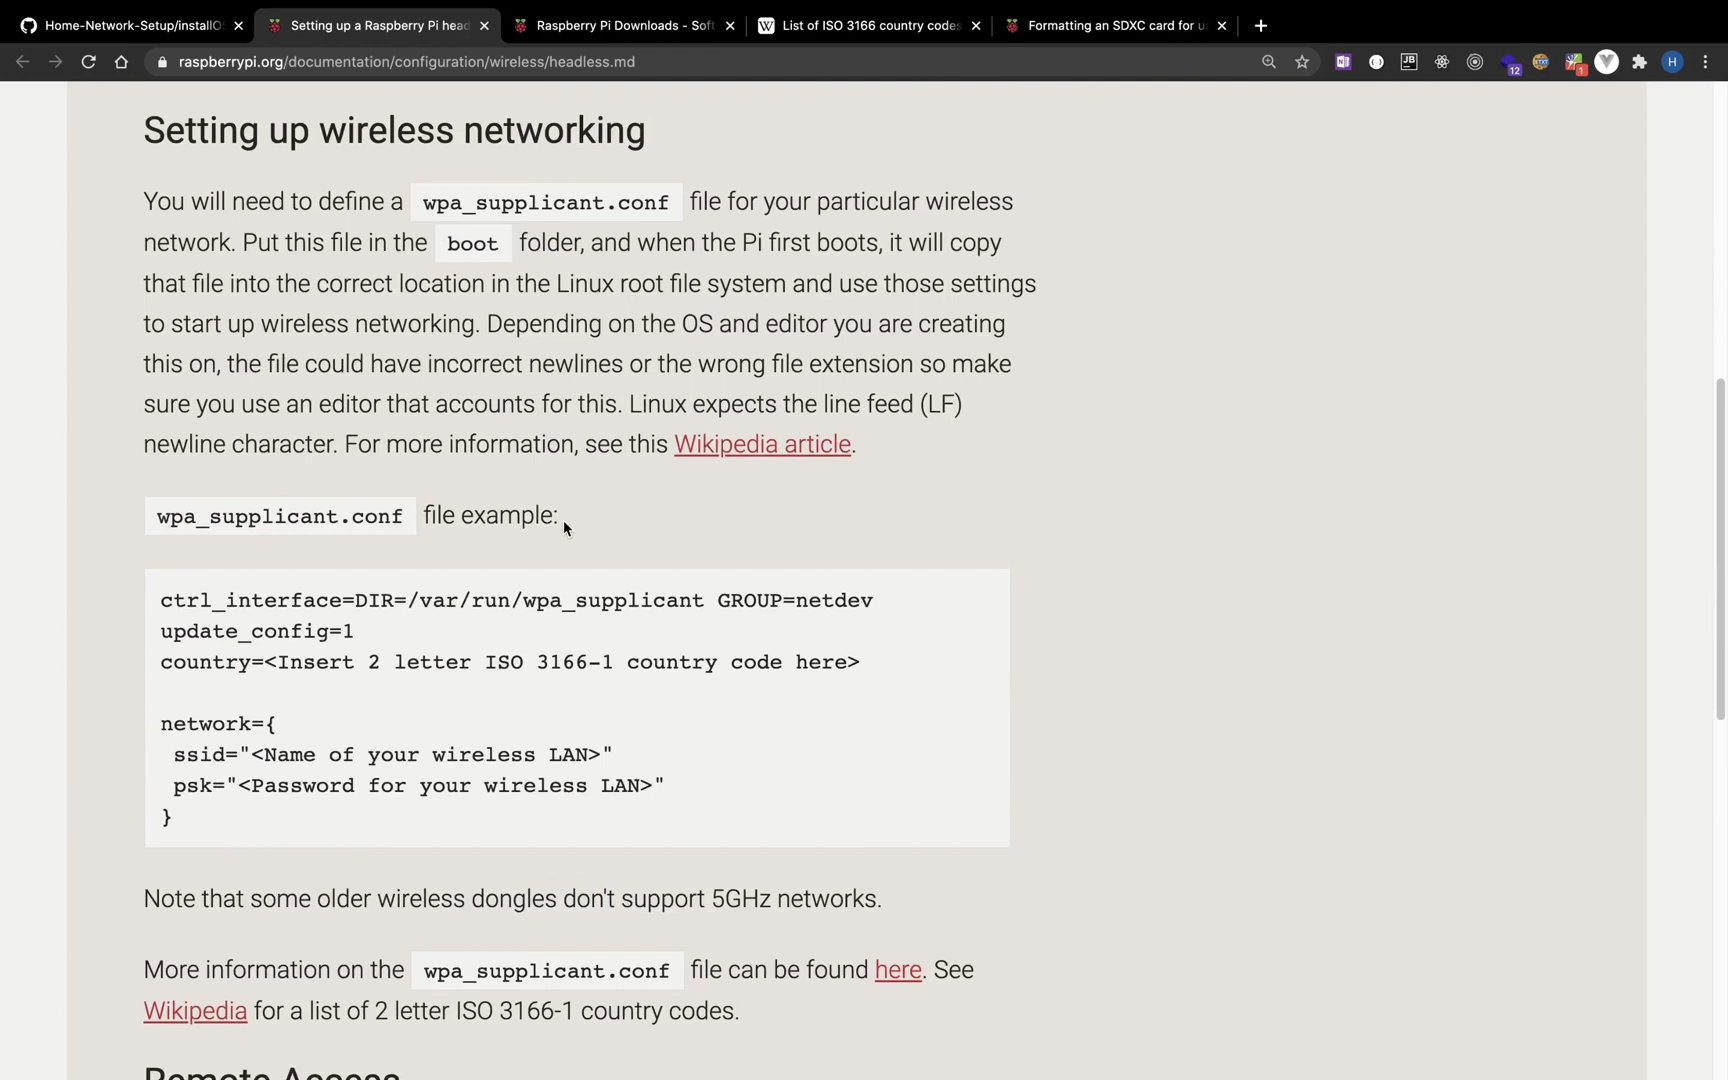 Home-Network-Setup/installO
Setting up a Raspberry Pi head
Raspberry Pi Downloads - Soft
List of ISO 3166 country codes
Formatting an SDXC card for u
raspberrypi.org/documentation/configuration/wireless/headless.md
12
1
H
Setting up wireless networking
You will need to define a wpa_supplicant.conf file for your particular wireless
network. Put this file in the boot folder, and when the Pi first boots, it will copy
that file into the correct location in the Linux root file system and use those settings
to start up wireless networking. Depending on the OS and editor you are creating
this on, the file could have incorrect newlines or the wrong file extension so make
sure you use an editor that accounts for this. Linux expects the line feed (LF)
newline character. For more information, see this Wikipedia article.
wpa_supplicant.conf file example:
ctrl_interface=DIR=/var/run/wpa_supplicant GROUP=netdev
update_config=1
country=<Insert 2 letter ISO 3166-1 country code here>
network={
ssid="<Name of your wireless LAN>"
psk="<Password for your wireless LAN>"
}
Note that some older wireless dongles don't support 5GHz networks.
More information on the wpa_supplicant.conf file can be found here. See
Wikipedia for a list of 2 letter ISO 3166-1 country codes.
Remote Access